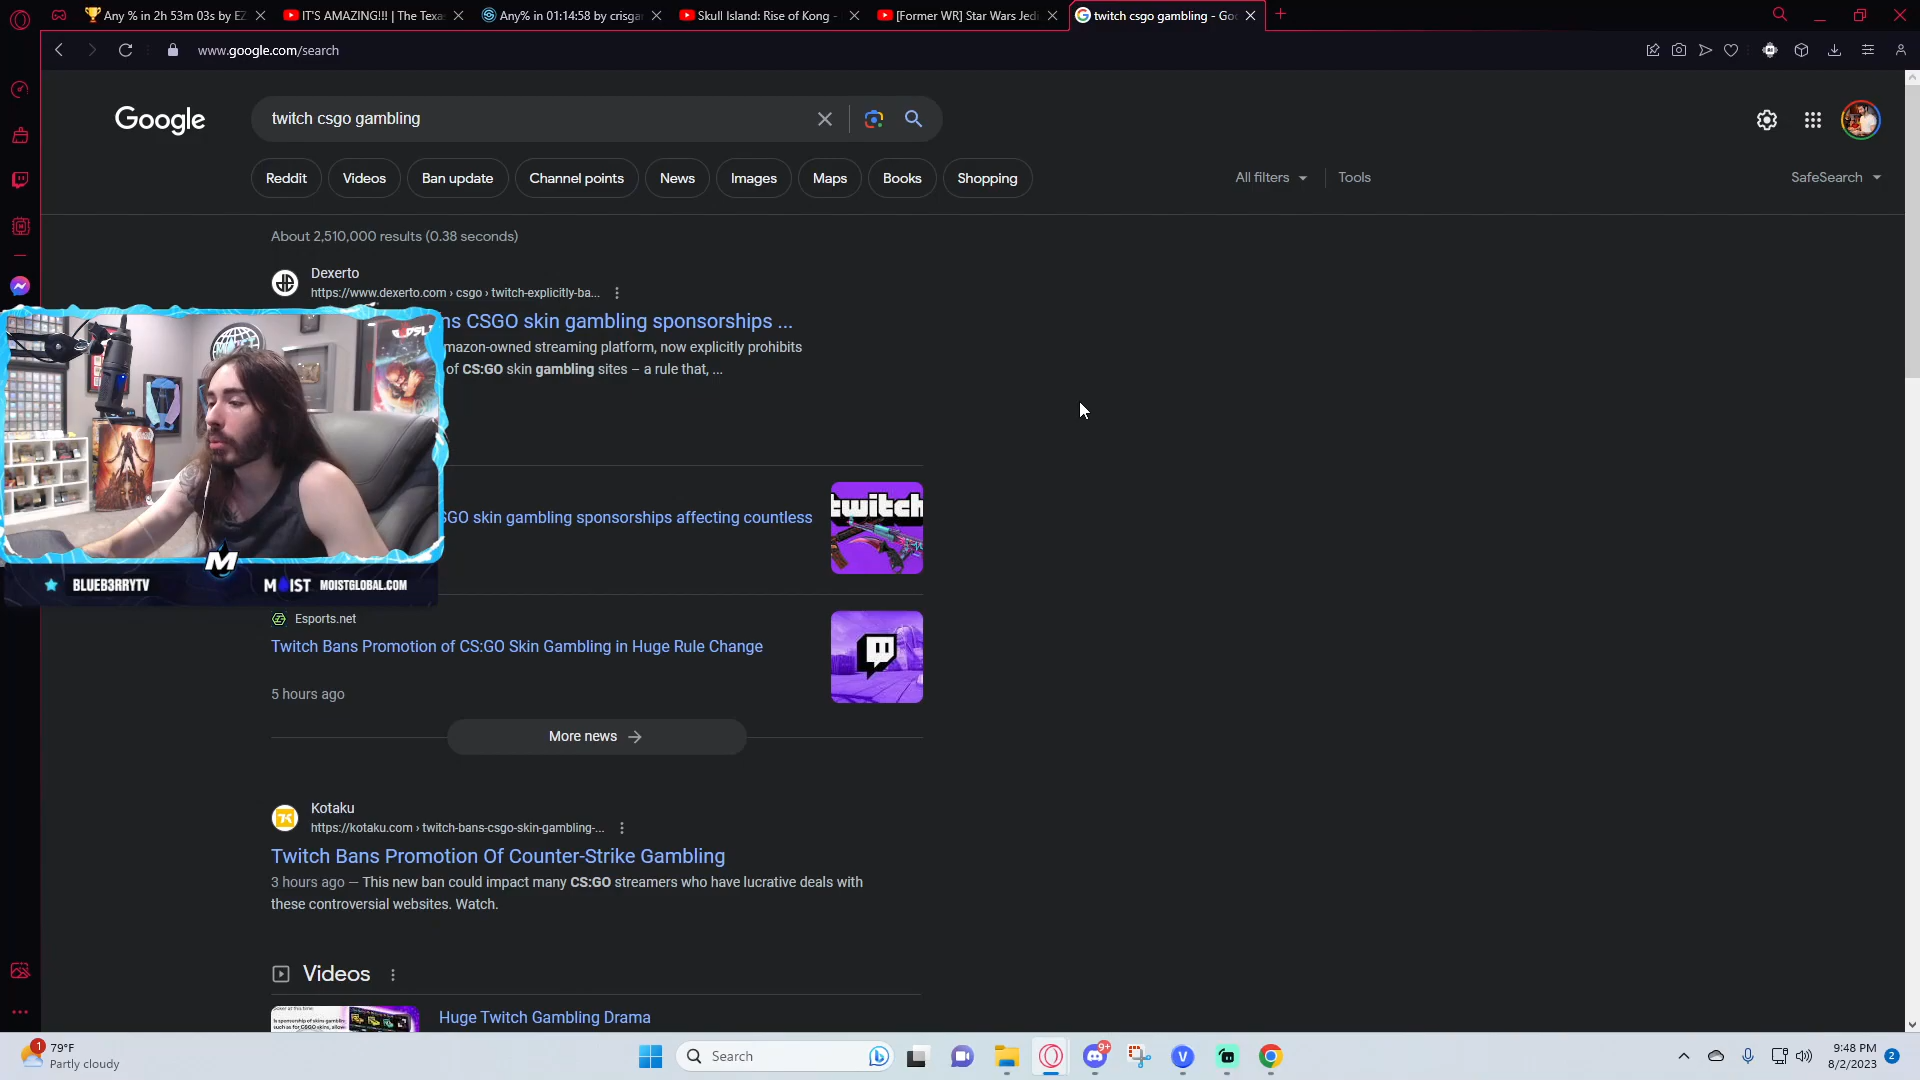 Any % in 2h 53m 03s by EZ
IT'S AMAZING!!! | The Texa
Any% in 01:14:58 by crisga
Skull Island: Rise of Kong -
[Former WR] Star Wars Jedi
twitch csgo gambling - Goo
www.google.com/search
Google
twitch csgo gambling
Reddit
Videos
Ban update
Channel points
News
Images
Maps
Books
Shopping
All filters
Tools
SafeSearch
About 2,510,000 results (0.38 seconds)
Dexerto
https://www.dexerto.com › csgo › twitch-explicitly-ba...
ns CSGO skin gambling sponsorships ...
mazon-owned streaming platform, now explicitly prohibits
of CS:GO skin gambling sites – a rule that, ...
SGO skin gambling sponsorships affecting countless
twitch
M
BLUEB3RRYTV
MOIST
MOISTGLOBAL.COM
Esports.net
Twitch Bans Promotion of CS:GO Skin Gambling in Huge Rule Change
5 hours ago
More news
Kotaku
https://kotaku.com › twitch-bans-csgo-skin-gambling-...
Twitch Bans Promotion Of Counter-Strike Gambling
3 hours ago — This new ban could impact many CS:GO streamers who have lucrative deals with
these controversial websites. Watch.
Videos
Huge Twitch Gambling Drama
1
79°F
Partly cloudy
Search
9+
V
9:48 PM
8/2/2023
2